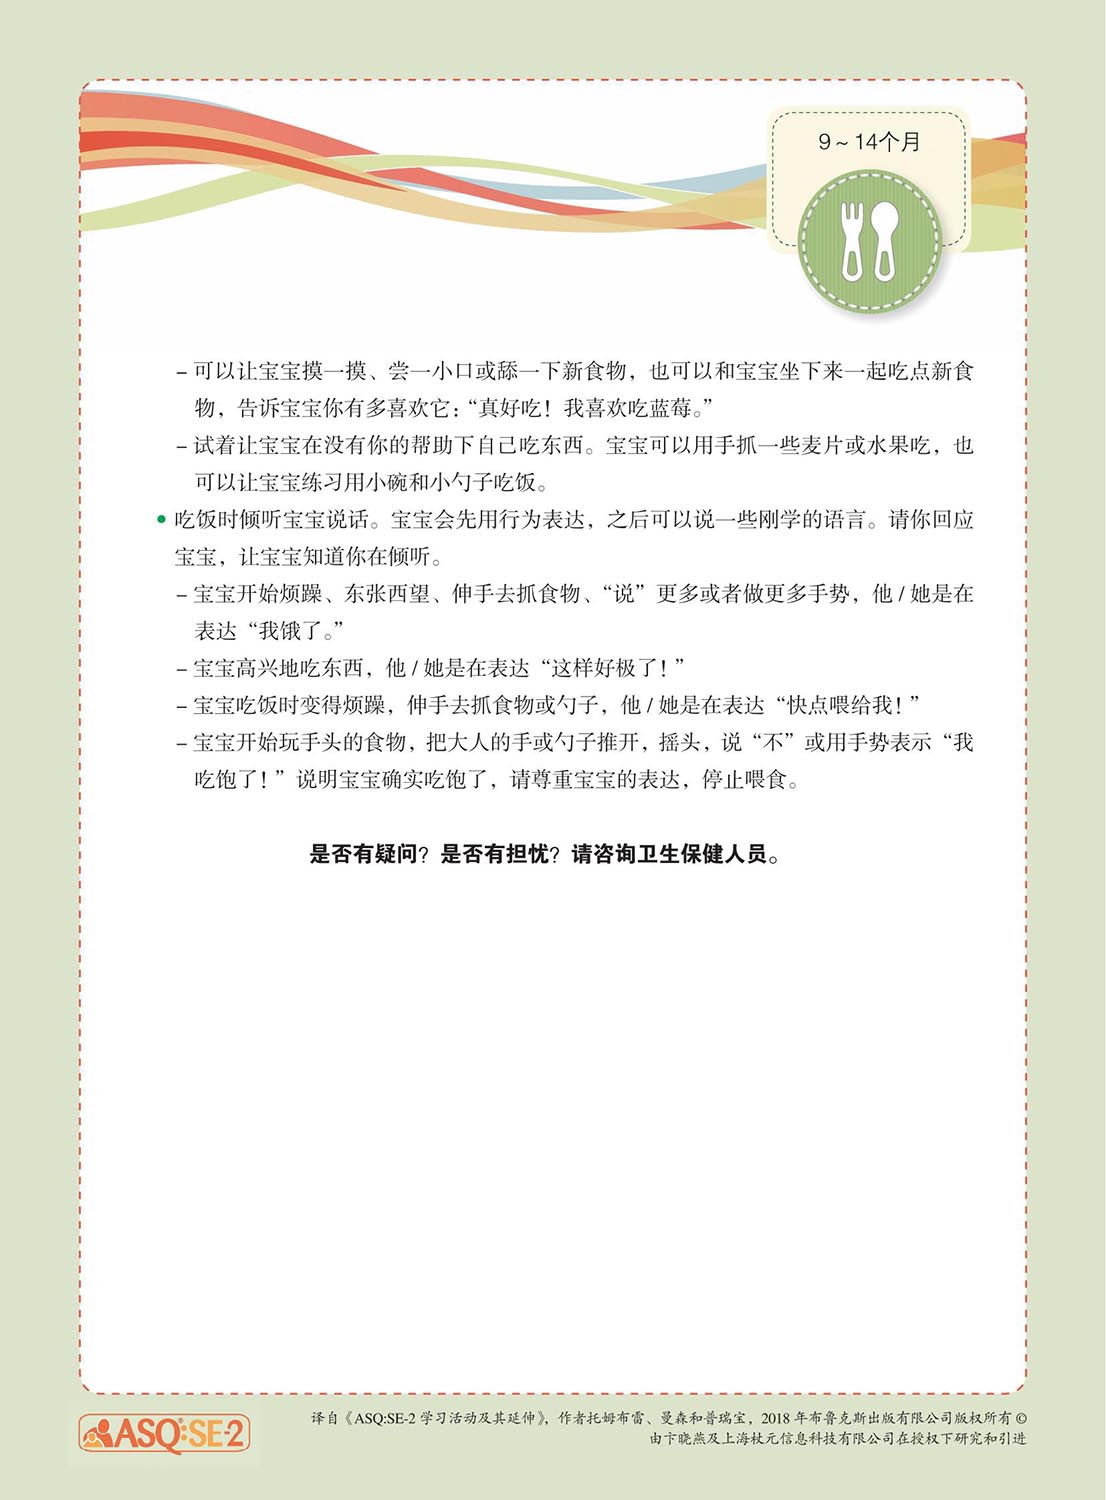 9～14个月
– 可以让宝宝摸一摸、尝一小口或舔一下新食物，也可以和宝宝坐下来一起吃点新食
物，告诉宝宝你有多喜欢它：“真好吃！我喜欢吃蓝莓。”
– 试着让宝宝在没有你的帮助下自己吃东西。宝宝可以用手抓一些麦片或水果吃，也
可以让宝宝练习用小碗和小勺子吃饭。
• 吃饭时倾听宝宝说话。宝宝会先用行为表达，之后可以说一些刚学的语言。请你回应
宝宝，让宝宝知道你在倾听。
– 宝宝开始烦躁、东张西望、伸手去抓食物、“说”更多或者做更多手势，他 / 她是在
表达“我饿了。”
– 宝宝高兴地吃东西，他 / 她是在表达“这样好极了！”
– 宝宝吃饭时变得烦躁，伸手去抓食物或勺子，他 / 她是在表达“快点喂给我！”
– 宝宝开始玩手头的食物，把大人的手或勺子推开，摇头，说“不”或用手势表示“我
吃饱了！”说明宝宝确实吃饱了，请尊重宝宝的表达，停止喂食。
是否有疑问？是否有担忧？请咨询卫生保健人员。
ASQ:SE-2
译自《ASQ:SE-2 学习活动及其延伸》，作者托姆布雷、曼森和普瑞宝，2018 年布鲁克斯出版有限公司版权所有 ©
由卞晓燕及上海杖元信息科技有限公司在授权下研究和引进